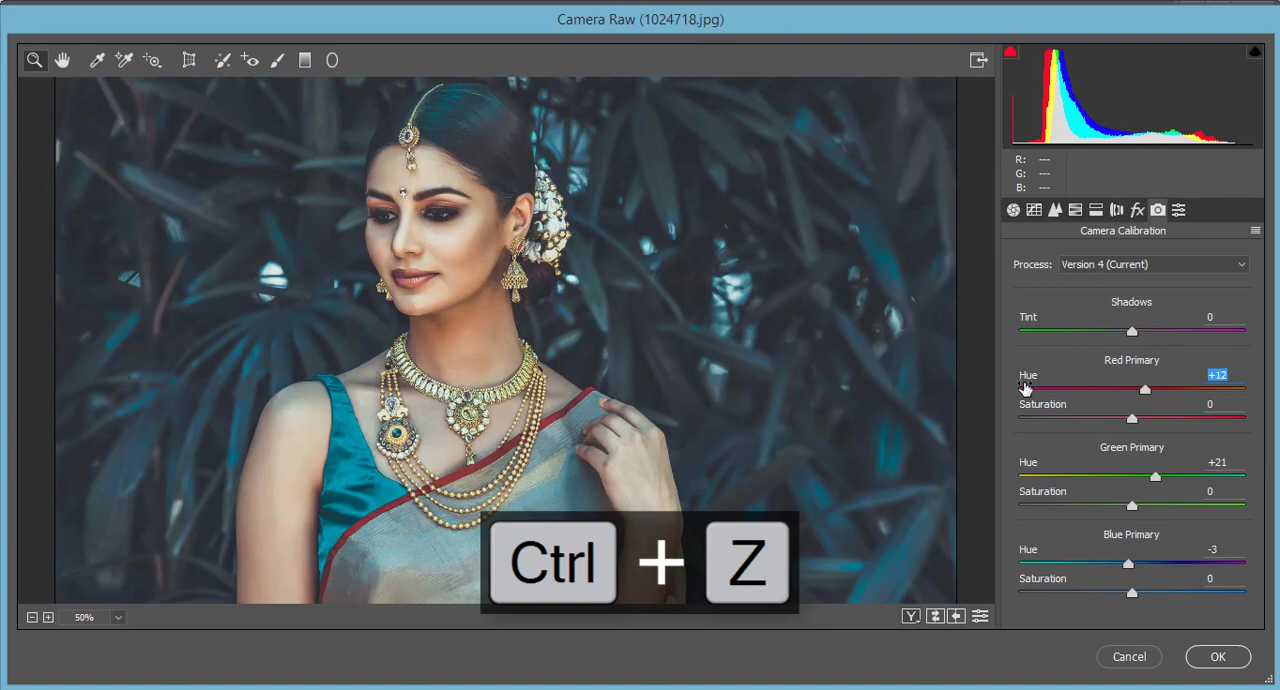 Camera Raw (1024718.jpg)
R: ---
G: ---
B: ---
fx
Camera Calibration
Process: Version 4 (Current)
Shadows
Tint 0
Red Primary
Hue +12
Saturation 0
Green Primary
Hue +21
Saturation 0
Blue Primary
Hue -3
Saturation 0
Ctrl + Z
50%
Y
Cancel OK